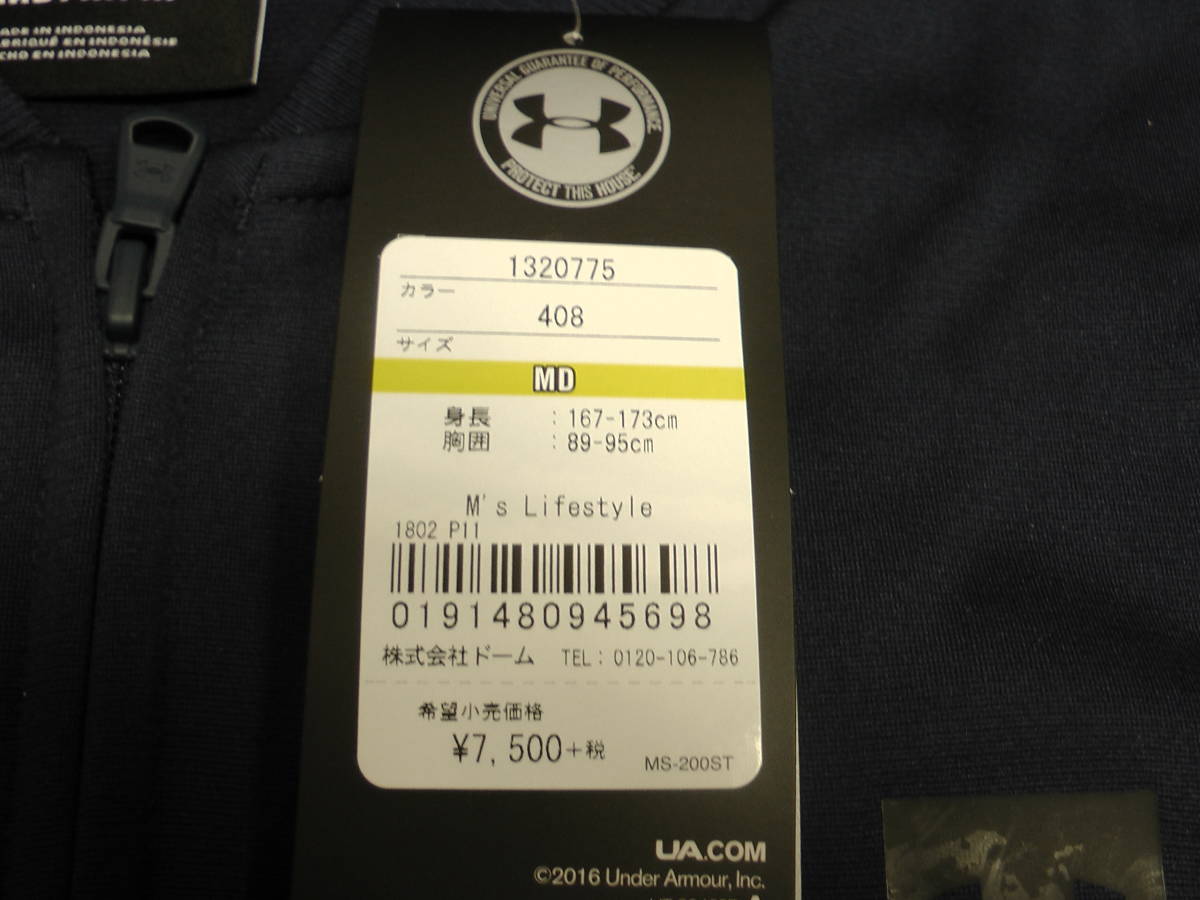 MADE IN INDONESIA
FABRIQUÉ EN INDONÉSIE
HECHO EN INDONESIA
UNIVERSAL GUARANTEE OF PERFORMANCE
PROTECT THIS HOUSE
1320775
カラー
408
サイズ
MD
身長 : 167-173cm
胸囲 : 89-95cm
M's Lifestyle
1802 P11
0191480945698
株式会社ドーム TEL: 0120-106-786
希望小売価格
¥7,500+税
MS-200ST
UA.COM
©2016 Under Armour, Inc.